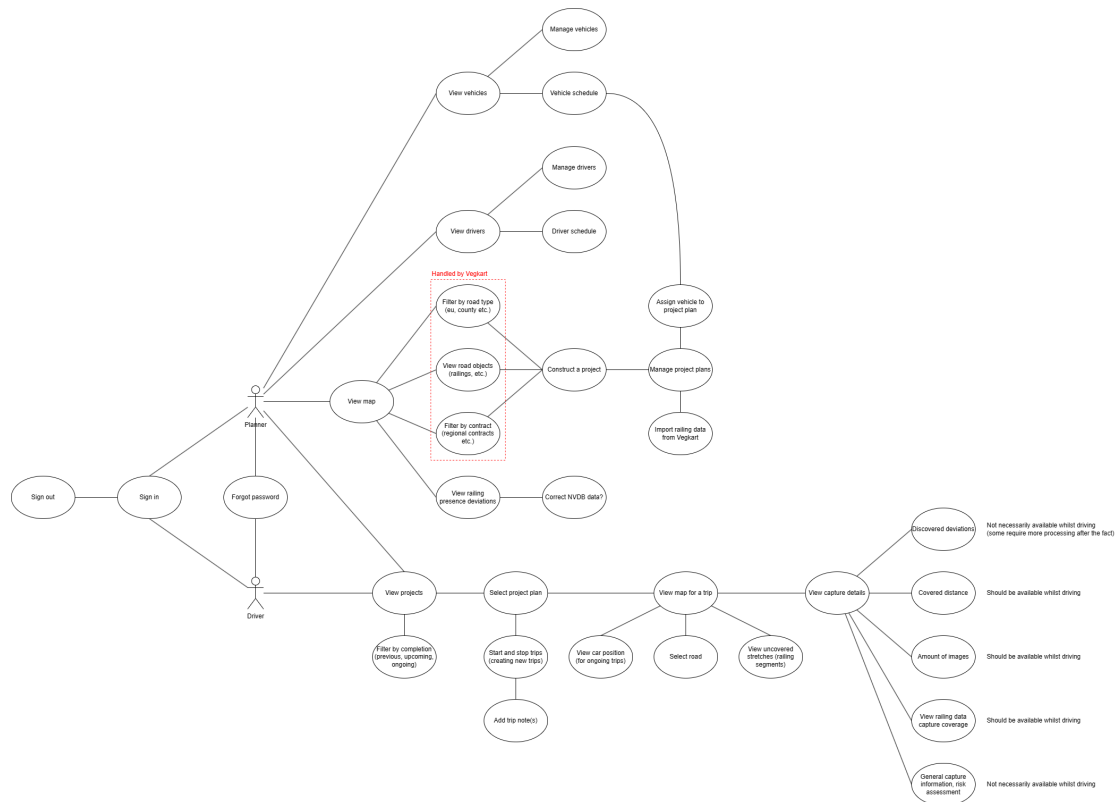 Manage vehicles
View vehicles
Vehicle schedule
Manage drivers
View drivers
Driver schedule
Handled by Vegkart
Filter by road type
(eu, county etc.)
Assign vehicle to
project plan
View road objects
(railings, etc.)
Construct a project
Manage project plans
View map
Planner
Filter by contract
(regional contracts
etc.)
Import railing data
from Vegkart
Sign out
Sign in
Forgot password
View railing
presence deviations
Correct NVDB data?
Discovered deviations
Not necessarily available whilst driving
(some require more processing after the fact)
Driver
View projects
Select project plan
View map for a trip
View capture details
Covered distance
Should be available whilst driving
Filter by completion
(previous, upcoming,
ongoing)
Start and stop trips
(creating new trips)
View car position
(for ongoing trips)
Select road
View uncovered
stretches (railing
segments)
Amount of images
Should be available whilst driving
Add trip note(s)
View railing data
capture coverage
Should be available whilst driving
General capture
information, risk
assessment
Not necessarily available whilst driving